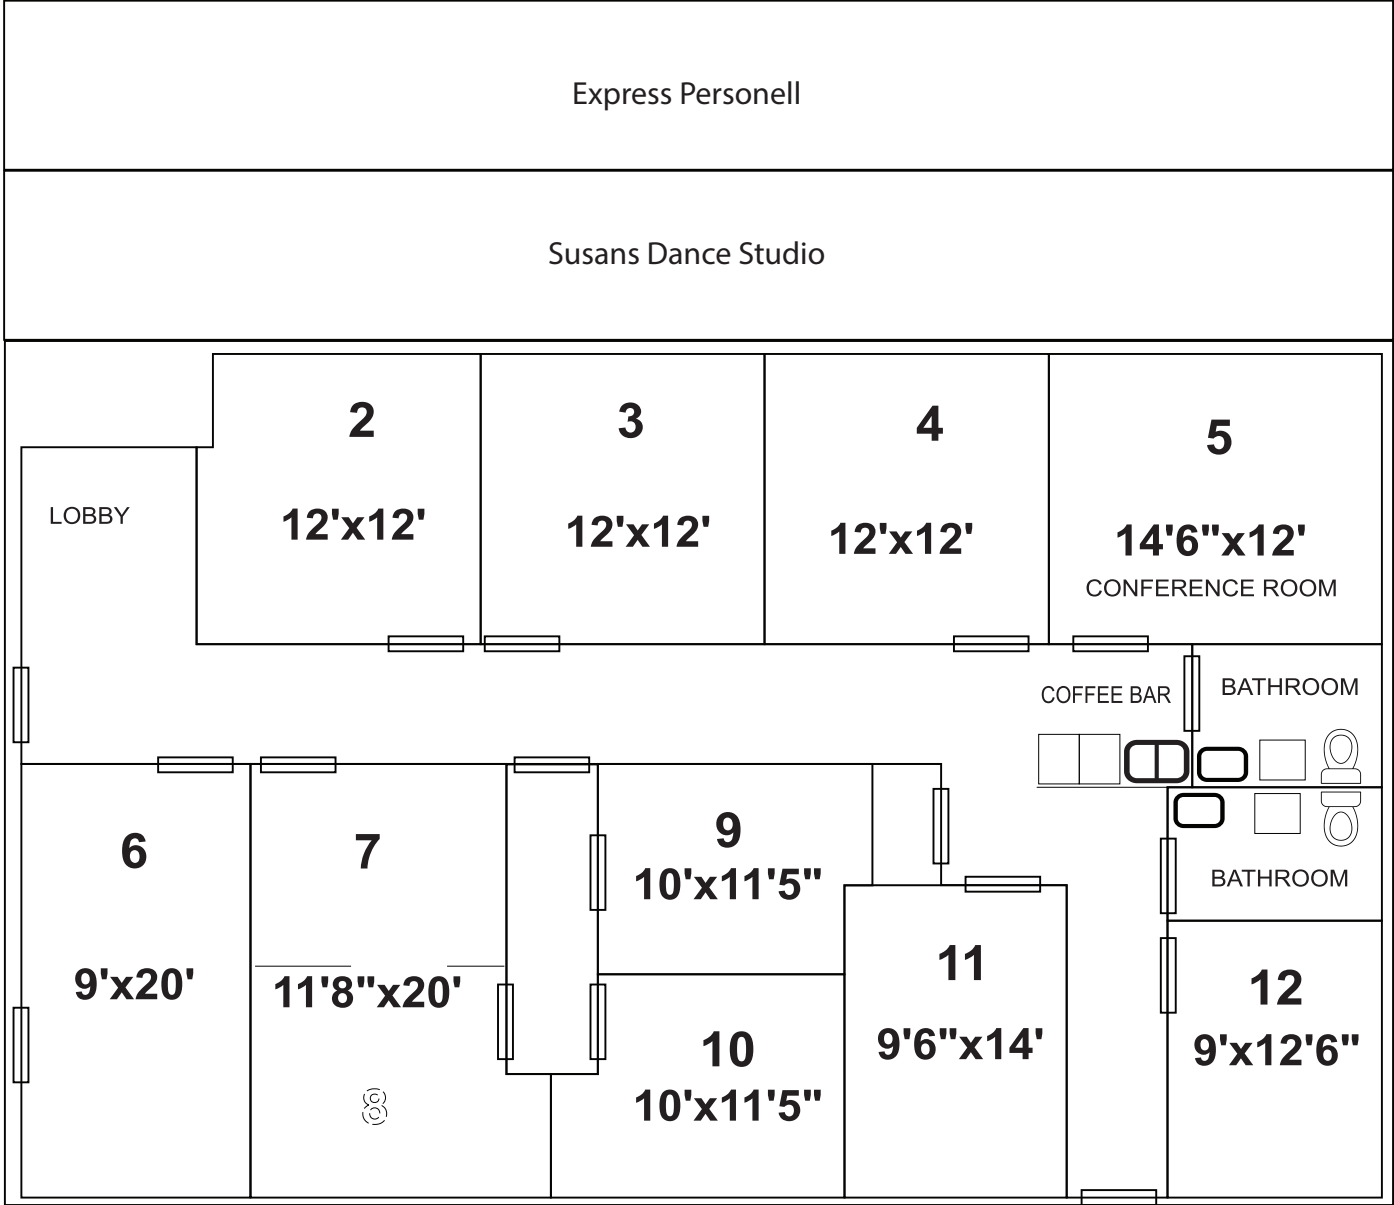 Express Personell
Susans Dance Studio
2
12'x12'
3
12'x12'
4
12'x12'
5
14'6"x12'
CONFERENCE ROOM
LOBBY
COFFEE BAR
BATHROOM
6
9'x20'
7
11'8"x20'
8
9
10'x11'5"
10
10'x11'5"
11
9'6"x14'
BATHROOM
12
9'x12'6"